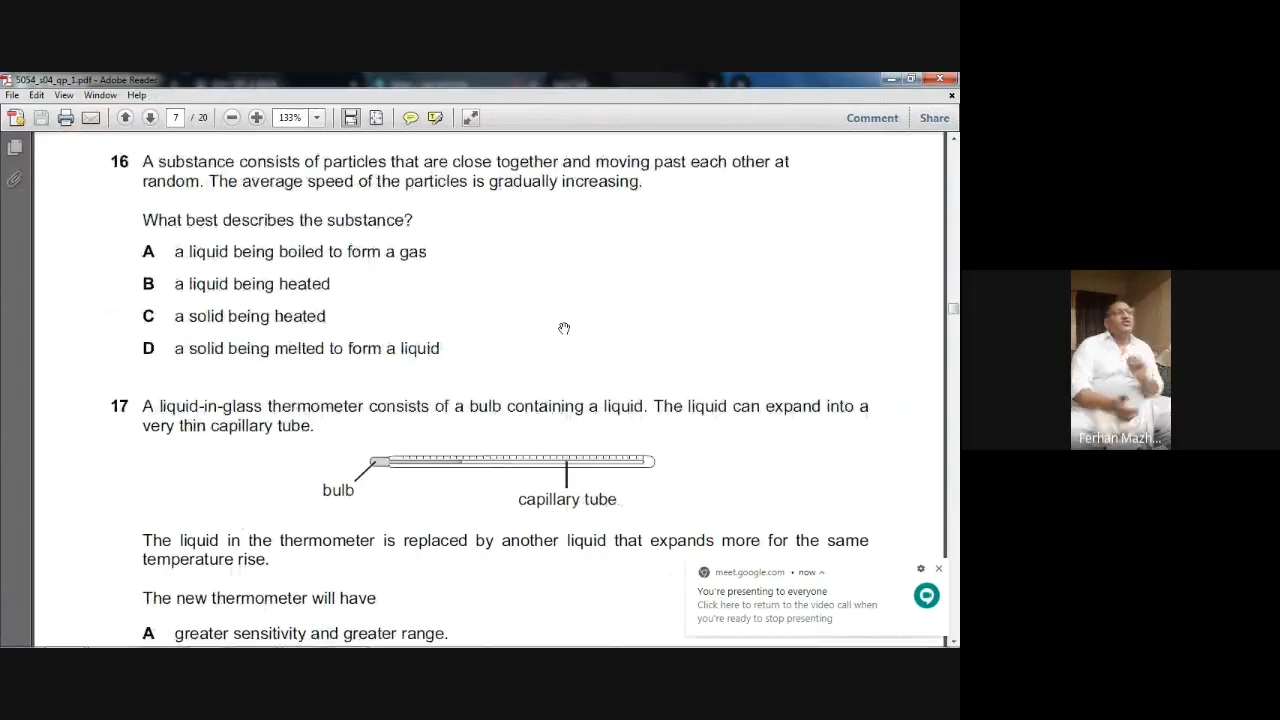 5054_s04_qp_1.pdf - Adobe Reader
File Edit View Window Help
7 / 20 133% Comment Share
16 A substance consists of particles that are close together and moving past each other at
random. The average speed of the particles is gradually increasing.
What best describes the substance?
A a liquid being boiled to form a gas
B a liquid being heated
C a solid being heated
D a solid being melted to form a liquid
17 A liquid-in-glass thermometer consists of a bulb containing a liquid. The liquid can expand into a
very thin capillary tube.
bulb
capillary tube
The liquid in the thermometer is replaced by another liquid that expands more for the same
temperature rise.
The new thermometer will have
A greater sensitivity and greater range.
meet.google.com • now
You're presenting to everyone
Click here to return to the video call when
you're ready to stop presenting
Ferhan Mazh...